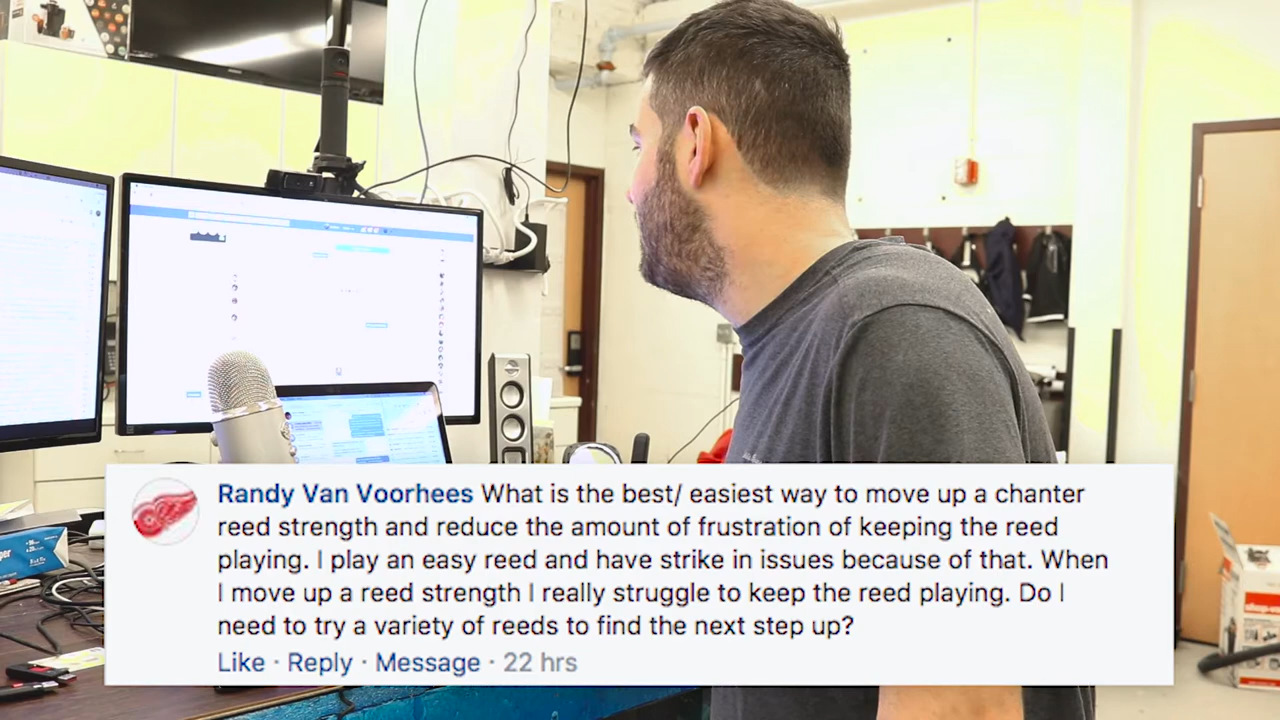 Randy Van Voorhees What is the best/ easiest way to move up a chanter
reed strength and reduce the amount of frustration of keeping the reed
playing. I play an easy reed and have strike in issues because of that. When
I move up a reed strength I really struggle to keep the reed playing. Do I
need to try a variety of reeds to find the next step up?
Like · Reply · Message · 22 hrs